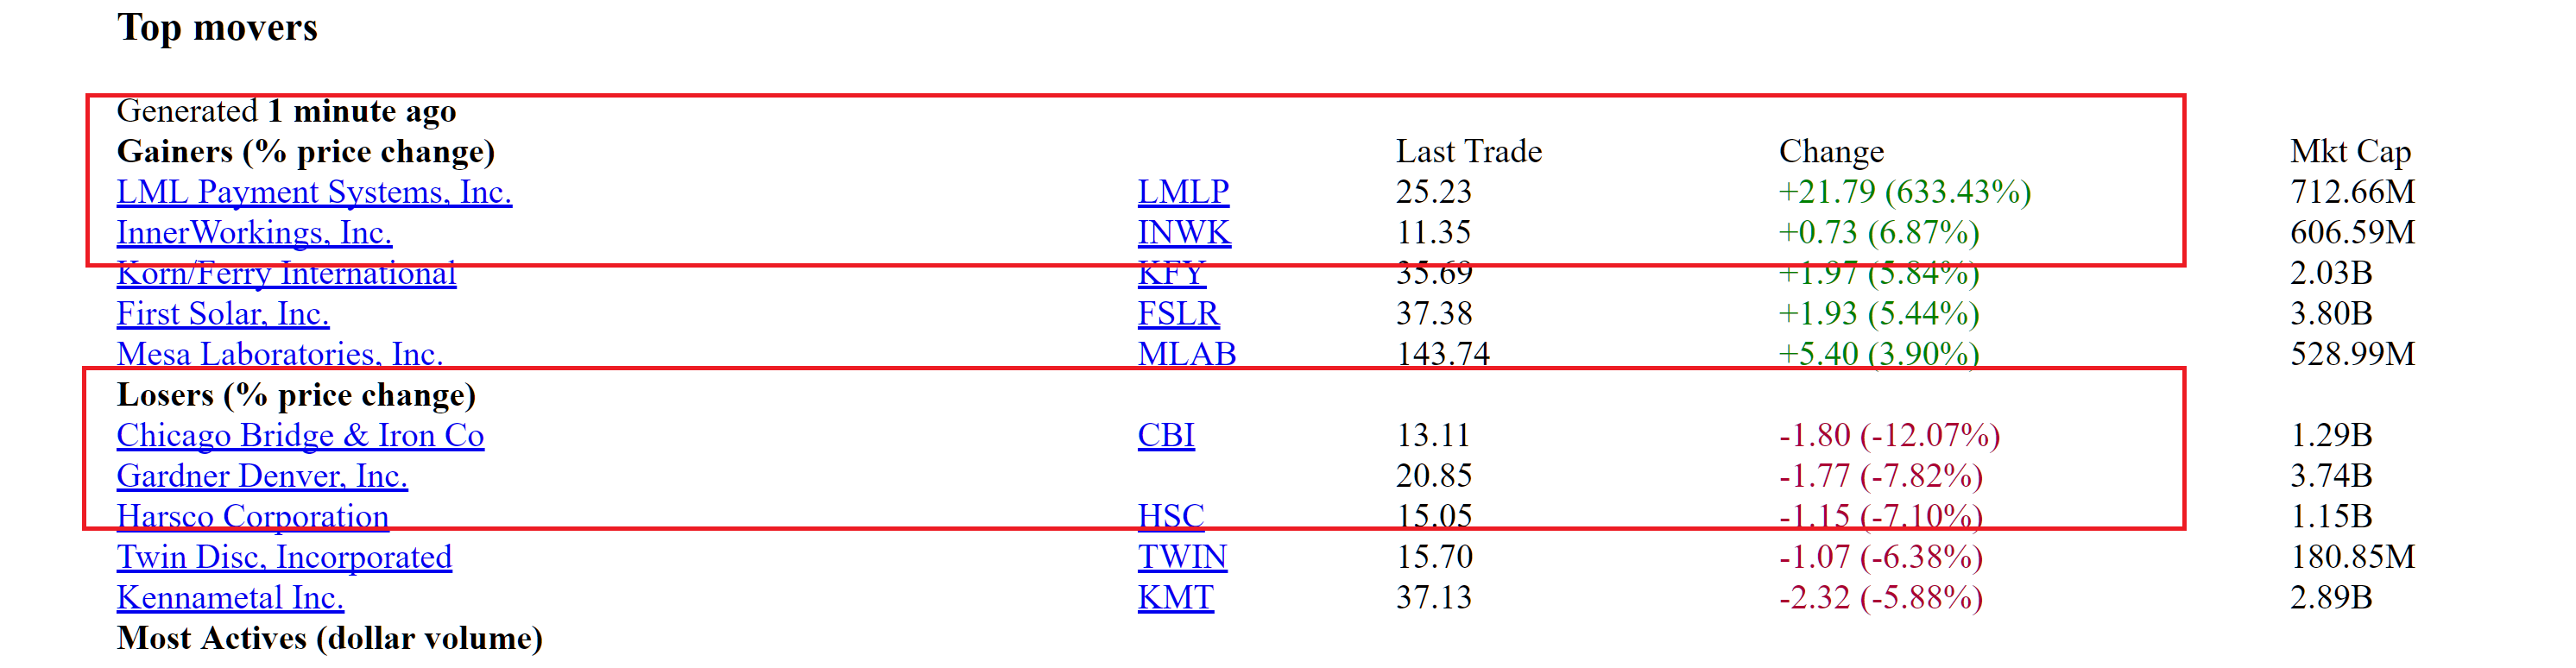 Top movers
Generated 1 minute ago
Gainers (% price change) Last Trade Change Mkt Cap
LML Payment Systems, Inc. LMLP 25.23 +21.79 (633.43%) 712.66M
InnerWorkings, Inc. INWK 11.35 +0.73 (6.87%) 606.59M
Korn/Ferry International KFY 35.69 +1.97 (5.84%) 2.03B
First Solar, Inc. FSLR 37.38 +1.93 (5.44%) 3.80B
Mesa Laboratories, Inc. MLAB 143.74 +5.40 (3.90%) 528.99M
Losers (% price change)
Chicago Bridge & Iron Co CBI 13.11 -1.80 (-12.07%) 1.29B
Gardner Denver, Inc. 20.85 -1.77 (-7.82%) 3.74B
Harsco Corporation HSC 15.05 -1.15 (-7.10%) 1.15B
Twin Disc, Incorporated TWIN 15.70 -1.07 (-6.38%) 180.85M
Kennametal Inc. KMT 37.13 -2.32 (-5.88%) 2.89B
Most Actives (dollar volume)